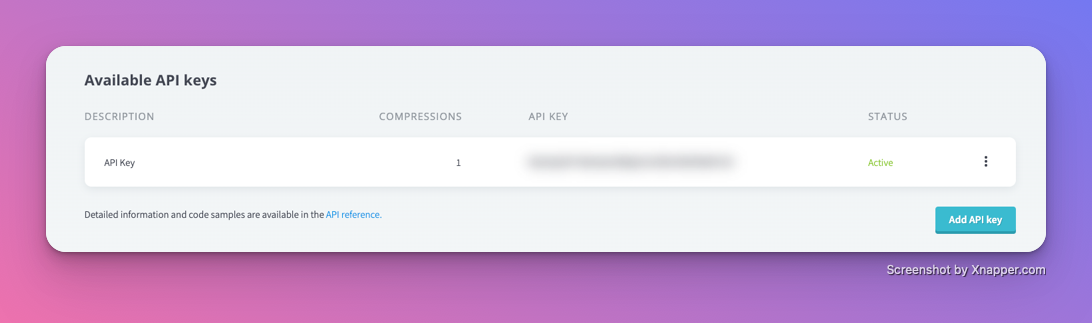 Available API keys
DESCRIPTION COMPRESSIONS API KEY STATUS
API Key 1 Active
Detailed information and code samples are available in the API reference.
Add API key
Screenshot by Xnapper.com